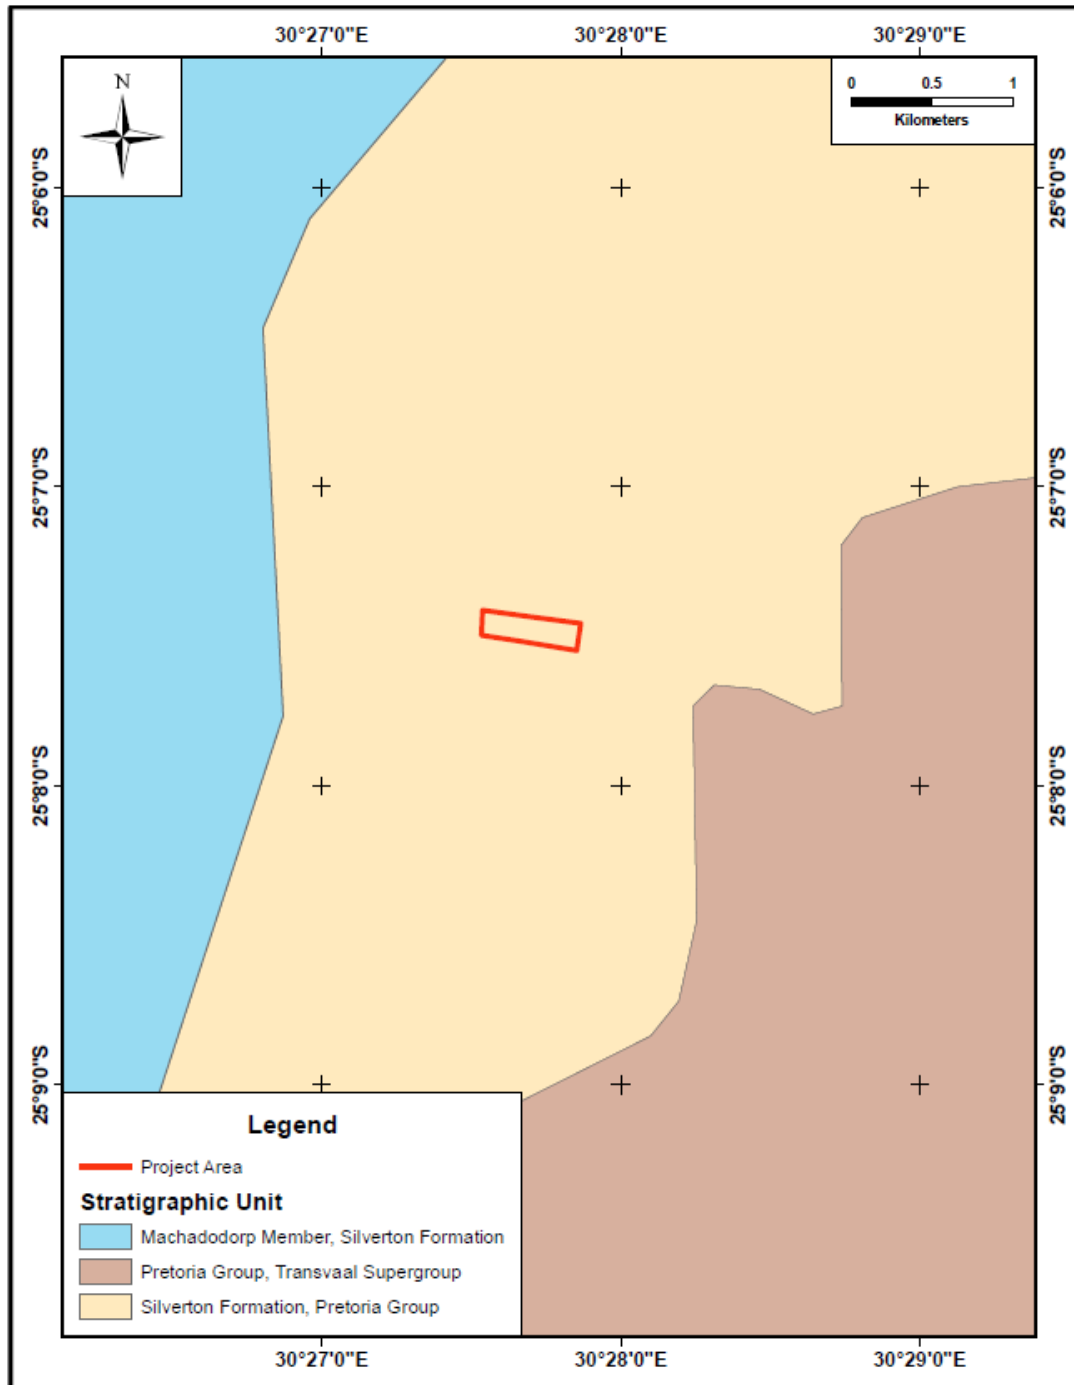 30°27'0"E 30°28'0"E 30°29'0"E
N
0 0.5 1
Kilometers
25°6'0"S 25°6'0"S
25°7'0"S 25°7'0"S
25°8'0"S 25°8'0"S
25°9'0"S 25°9'0"S
Legend
Project Area
Stratigraphic Unit
Machadodorp Member, Silverton Formation
Pretoria Group, Transvaal Supergroup
Silverton Formation, Pretoria Group
30°27'0"E 30°28'0"E 30°29'0"E